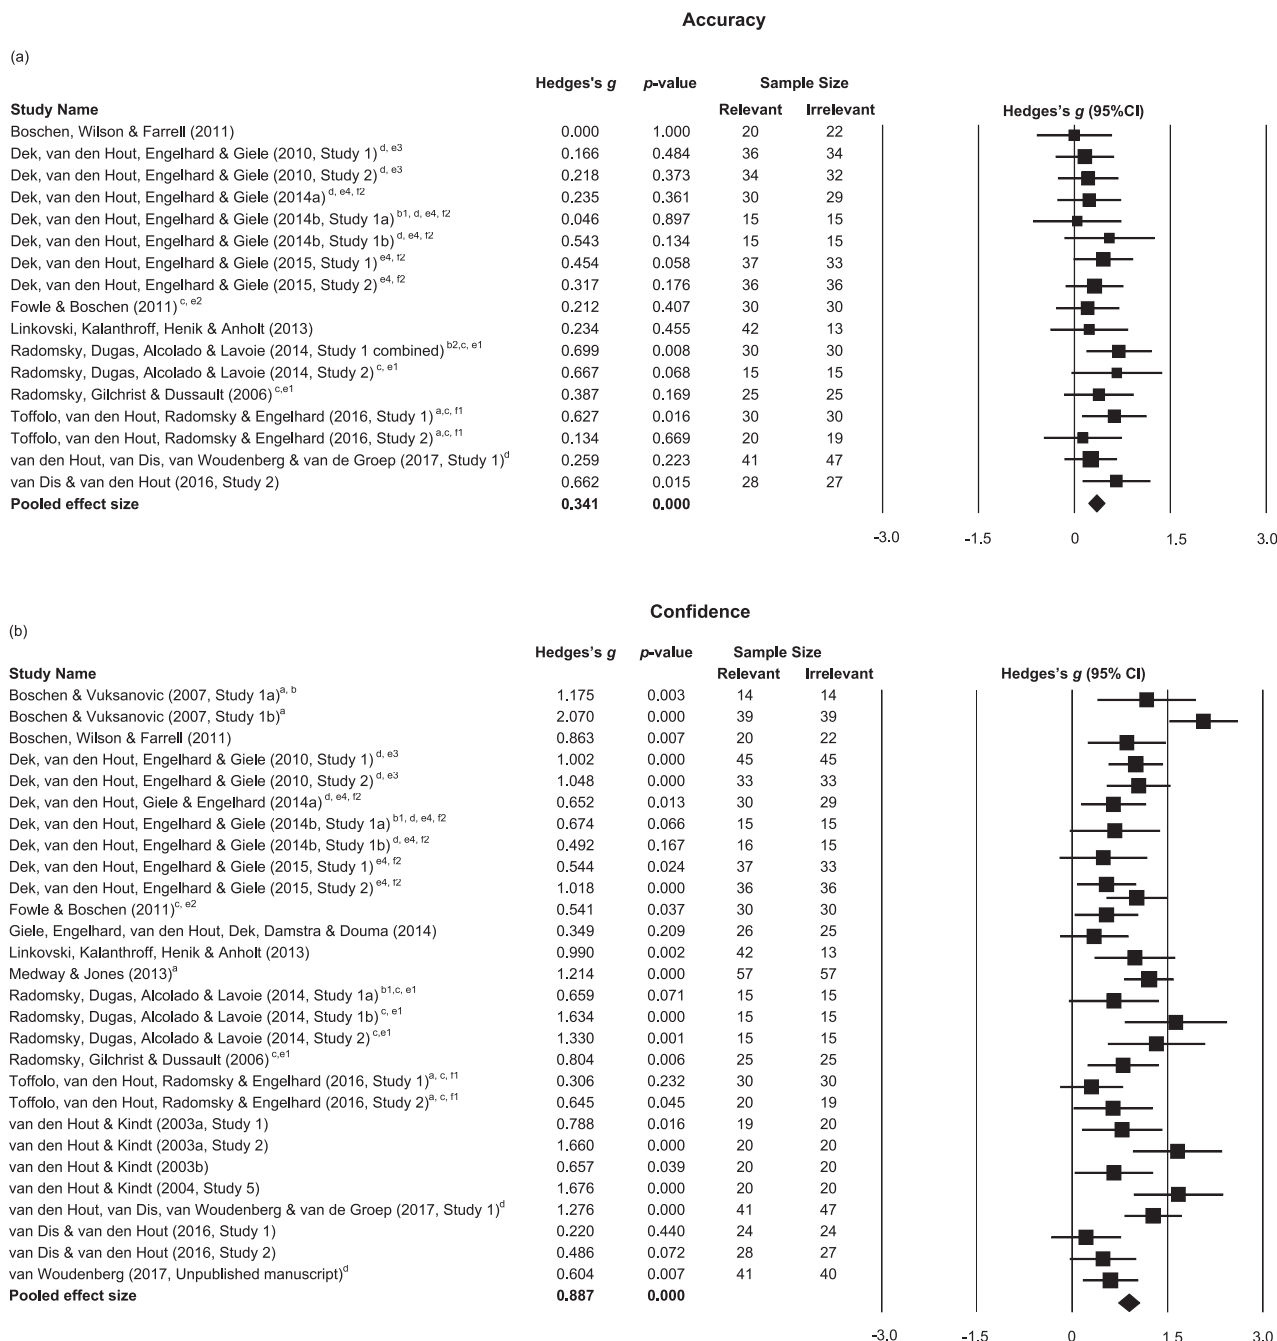 Accuracy
(a)
Hedges's g p-value Sample Size
Study Name Relevant Irrelevant Hedges's g (95%CI)
Boschen, Wilson & Farrell (2011) 0.000 1.000 20 22
Dek, van den Hout, Engelhard & Giele (2010, Study 1) d, e3 0.166 0.484 36 34
Dek, van den Hout, Engelhard & Giele (2010, Study 2) d, e3 0.218 0.373 34 32
Dek, van den Hout, Engelhard & Giele (2014a) d, e4, f2 0.235 0.361 30 29
Dek, van den Hout, Engelhard & Giele (2014b, Study 1a) b1, d, e4, f2 0.046 0.897 15 15
Dek, van den Hout, Engelhard & Giele (2014b, Study 1b) d, e4, f2 0.543 0.134 15 15
Dek, van den Hout, Engelhard & Giele (2015, Study 1) e4, f2 0.454 0.058 37 33
Dek, van den Hout, Engelhard & Giele (2015, Study 2) e4, f2 0.317 0.176 36 36
Fowle & Boschen (2011) c, e2 0.212 0.407 30 30
Linkovski, Kalanthroff, Henik & Anholt (2013) 0.234 0.455 42 13
Radomsky, Dugas, Alcolado & Lavoie (2014, Study 1 combined) b2,c, e1 0.699 0.008 30 30
Radomsky, Dugas, Alcolado & Lavoie (2014, Study 2) c, e1 0.667 0.068 15 15
Radomsky, Gilchrist & Dussault (2006) c,e1 0.387 0.169 25 25
Toffolo, van den Hout, Radomsky & Engelhard (2016, Study 1) a,c, f1 0.627 0.016 30 30
Toffolo, van den Hout, Radomsky & Engelhard (2016, Study 2) a,c, f1 0.134 0.669 20 19
van den Hout, van Dis, van Woudenberg & van de Groep (2017, Study 1) d 0.259 0.223 41 47
van Dis & van den Hout (2016, Study 2) 0.662 0.015 28 27
Pooled effect size 0.341 0.000
-3.0 -1.5 0 1.5 3.0
Confidence
(b)
Hedges's g p-value Sample Size
Study Name Relevant Irrelevant Hedges's g (95% CI)
Boschen & Vuksanovic (2007, Study 1a) a, b 1.175 0.003 14 14
Boschen & Vuksanovic (2007, Study 1b) a 2.070 0.000 39 39
Boschen, Wilson & Farrell (2011) 0.863 0.007 20 22
Dek, van den Hout, Engelhard & Giele (2010, Study 1) d, e3 1.002 0.000 45 45
Dek, van den Hout, Engelhard & Giele (2010, Study 2) d, e3 1.048 0.000 33 33
Dek, van den Hout, Giele & Engelhard (2014a) d, e4, f2 0.652 0.013 30 29
Dek, van den Hout, Engelhard & Giele (2014b, Study 1a) b1, d, e4, f2 0.674 0.066 15 15
Dek, van den Hout, Engelhard & Giele (2014b, Study 1b) d, e4, f2 0.492 0.167 16 15
Dek, van den Hout, Engelhard & Giele (2015, Study 1) e4, f2 0.544 0.024 37 33
Dek, van den Hout, Engelhard & Giele (2015, Study 2) e4, f2 1.018 0.000 36 36
Fowle & Boschen (2011) c, e2 0.541 0.037 30 30
Giele, Engelhard, van den Hout, Dek, Damstra & Douma (2014) 0.349 0.209 26 25
Linkovski, Kalanthroff, Henik & Anholt (2013) 0.990 0.002 42 13
Medway & Jones (2013) a 1.214 0.000 57 57
Radomsky, Dugas, Alcolado & Lavoie (2014, Study 1a) b1,c, e1 0.659 0.071 15 15
Radomsky, Dugas, Alcolado & Lavoie (2014, Study 1b) c, e1 1.634 0.000 15 15
Radomsky, Dugas, Alcolado & Lavoie (2014, Study 2) c,e1 1.330 0.001 15 15
Radomsky, Gilchrist & Dussault (2006) c,e1 0.804 0.006 25 25
Toffolo, van den Hout, Radomsky & Engelhard (2016, Study 1) a, c, f1 0.306 0.232 30 30
Toffolo, van den Hout, Radomsky & Engelhard (2016, Study 2) a, c, f1 0.645 0.045 20 19
van den Hout & Kindt (2003a, Study 1) 0.788 0.016 19 20
van den Hout & Kindt (2003a, Study 2) 1.660 0.000 20 20
van den Hout & Kindt (2003b) 0.657 0.039 20 20
van den Hout & Kindt (2004, Study 5) 1.676 0.000 20 20
van den Hout, van Dis, van Woudenberg & van de Groep (2017, Study 1) d 1.276 0.000 41 47
van Dis & van den Hout (2016, Study 1) 0.220 0.440 24 24
van Dis & van den Hout (2016, Study 2) 0.486 0.072 28 27
van Woudenberg (2017, Unpublished manuscript) d 0.604 0.007 41 40
Pooled effect size 0.887 0.000
-3.0 -1.5 0 1.5 3.0